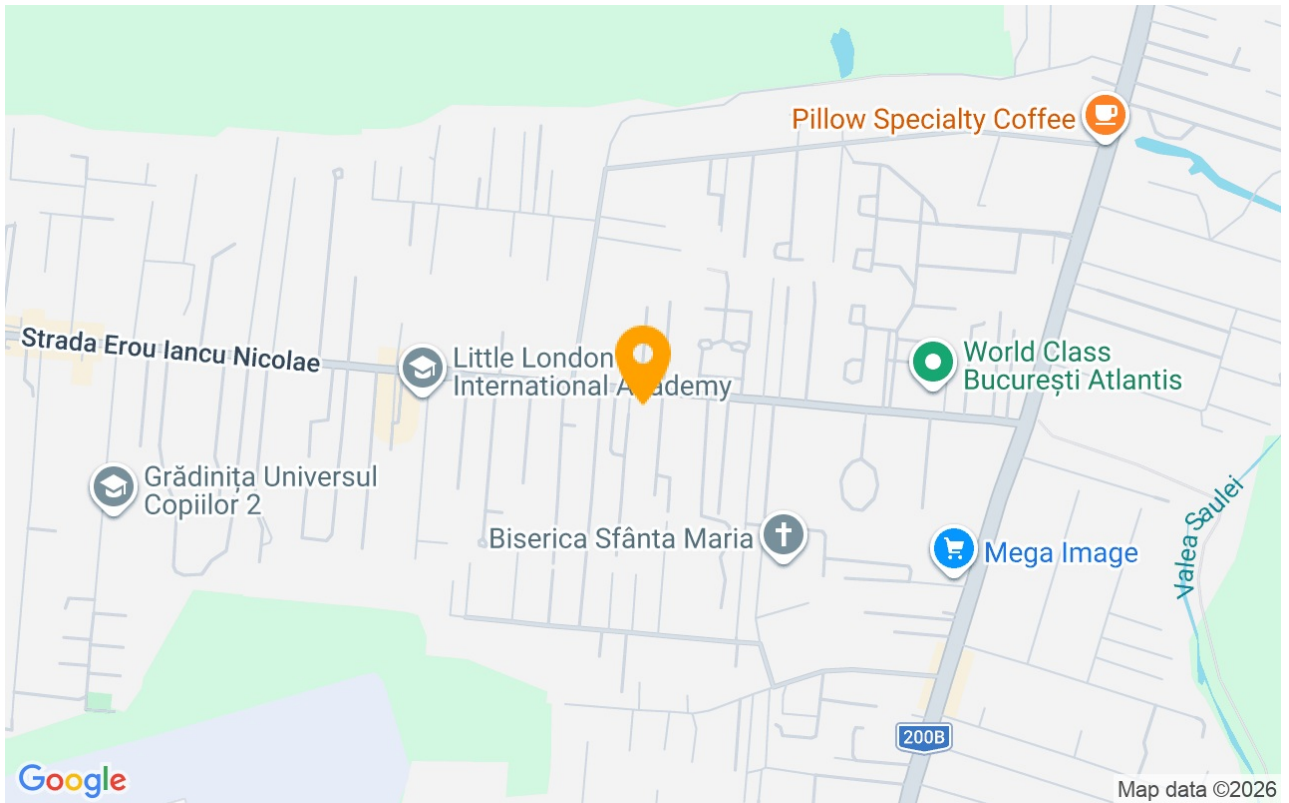 Pillow Specialty Coffee
Strada Erou Iancu Nicolae
Little London
International Academy
World Class
București Atlantis
Grădinița Universul
Copiilor 2
Biserica Sfânta Maria
Mega Image
Valea Saulei
200B
Google
Map data ©2026